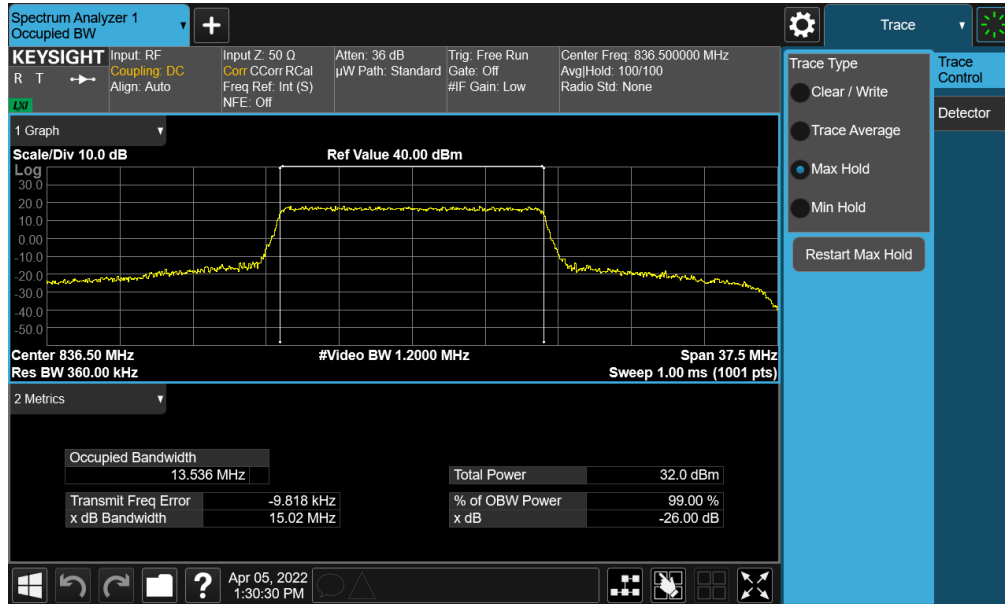 Spectrum Analyzer 1
Occupied BW
+
Trace
KEYSIGHT
R T
LXI
Input: RF
Coupling: DC
Align: Auto
Input Z: 50 Ω
Corr CCorr RCal
Freq Ref: Int (S)
NFE: Off
Atten: 36 dB
µW Path: Standard
Trig: Free Run
Gate: Off
#IF Gain: Low
Center Freq: 836.500000 MHz
Avg|Hold: 100/100
Radio Std: None
Trace Type
Clear / Write
Trace Average
Max Hold
Min Hold
Restart Max Hold
Trace
Control
Detector
1 Graph
Scale/Div 10.0 dB
Ref Value 40.00 dBm
Log
30.0
20.0
10.0
0.00
-10.0
-20.0
-30.0
-40.0
-50.0
Center 836.50 MHz
#Video BW 1.2000 MHz
Span 37.5 MHz
Res BW 360.00 kHz
Sweep 1.00 ms (1001 pts)
2 Metrics
Occupied Bandwidth
13.536 MHz
Total Power 32.0 dBm
Transmit Freq Error -9.818 kHz
% of OBW Power 99.00 %
x dB Bandwidth 15.02 MHz
x dB -26.00 dB
?
Apr 05, 2022
1:30:30 PM